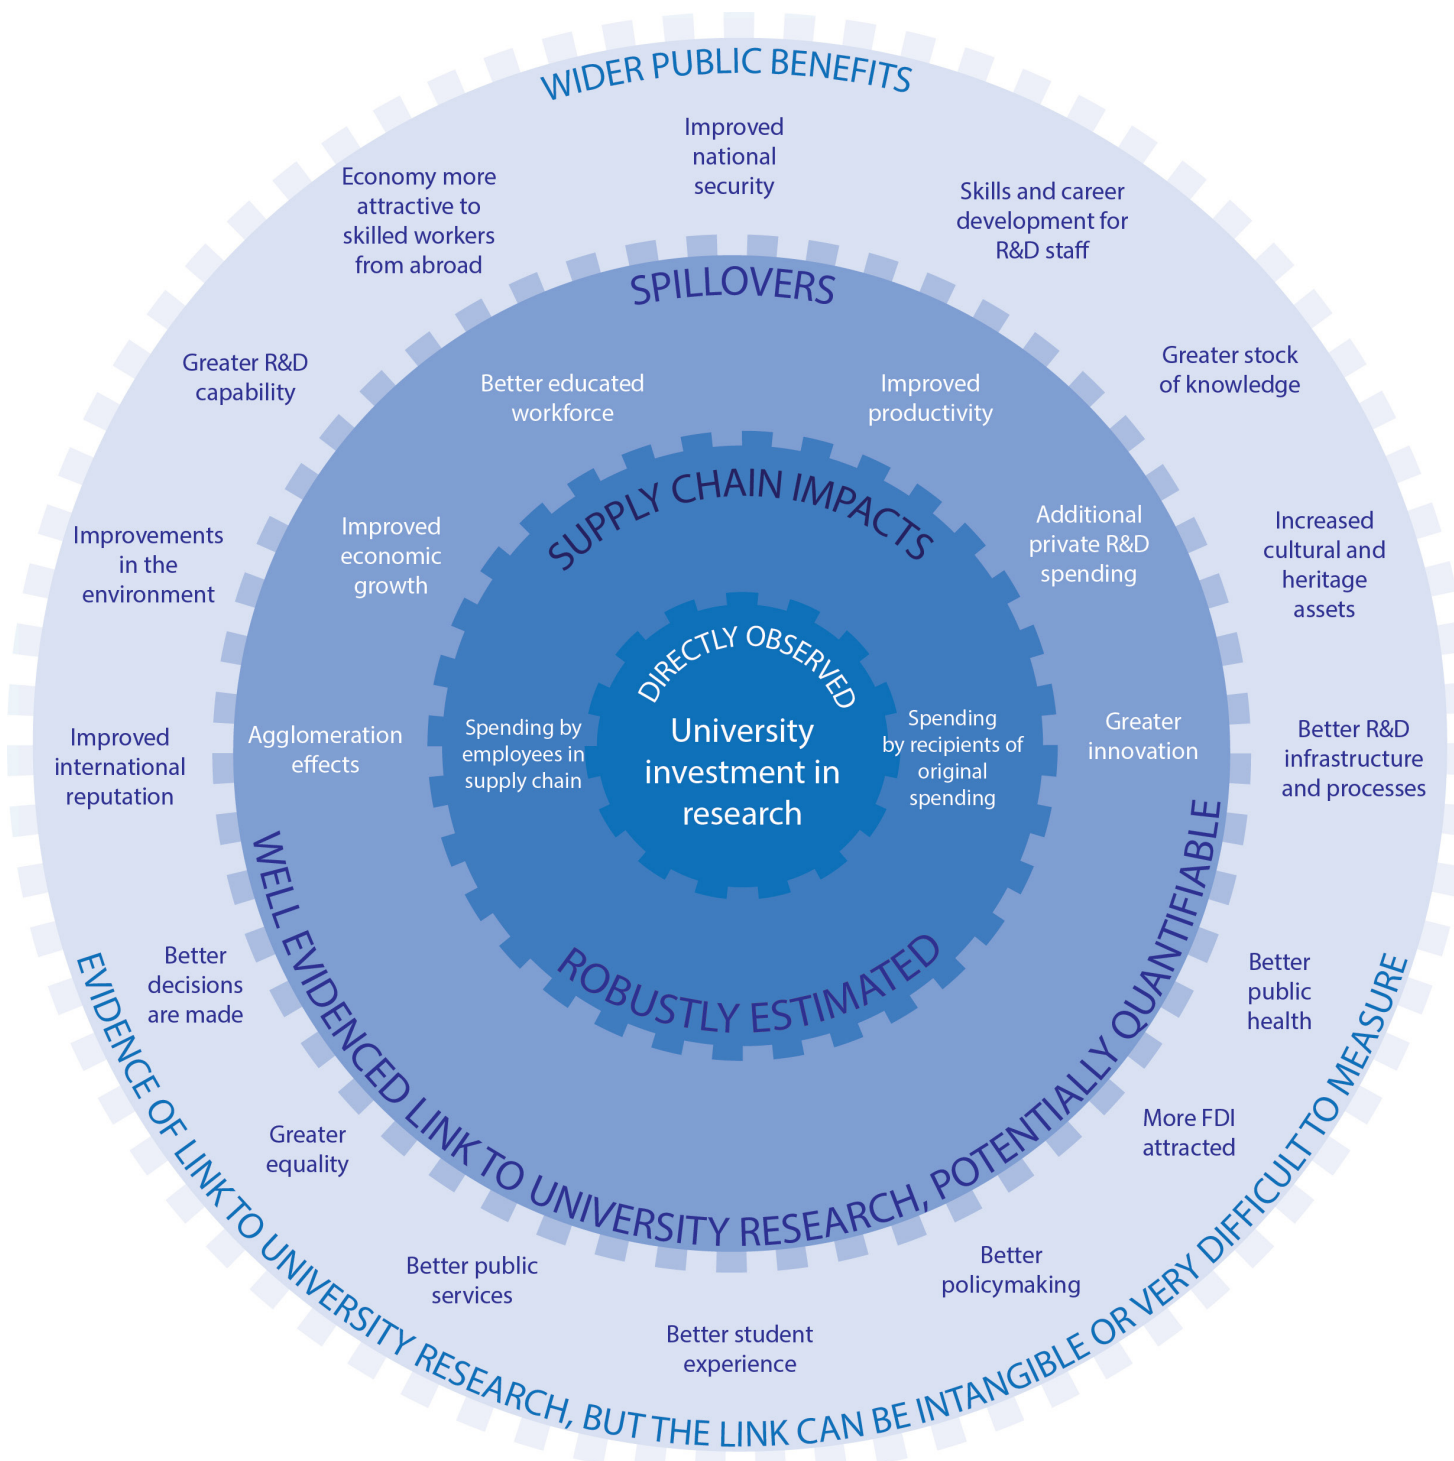 WIDER PUBLIC BENEFITS
Improved
national
security
Economy more
attractive to
skilled workers
from abroad
Skills and career
development for
R&D staff
Greater R&D
capability
Greater stock
of knowledge
Improvements
in the
environment
Increased
cultural and
heritage
assets
Improved
international
reputation
Better R&D
infrastructure
and processes
Better
decisions
are made
Better
public
health
Greater
equality
More FDI
attracted
Better public
services
Better
policymaking
Better student
experience
EVIDENCE OF LINK TO UNIVERSITY RESEARCH, BUT THE LINK CAN BE INTANGIBLE OR VERY DIFFICULT TO MEASURE
SPILLOVERS
Better educated
workforce
Improved
productivity
Improved
economic
growth
Additional
private R&D
spending
Agglomeration
effects
Greater
innovation
WELL EVIDENCED LINK TO UNIVERSITY RESEARCH, POTENTIALLY QUANTIFIABLE
SUPPLY CHAIN IMPACTS
Spending by
employees in
supply chain
Spending
by recipients of
original
spending
ROBUSTLY ESTIMATED
DIRECTLY OBSERVED
University
investment in
research